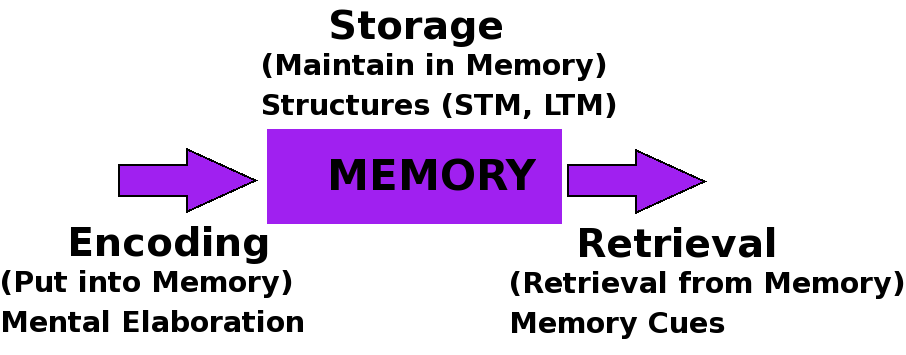 Storage
(Maintain in Memory)
Structures (STM, LTM)
MEMORY
Encoding
(Put into Memory)
Mental Elaboration
Retrieval
(Retrieval from Memory)
Memory Cues